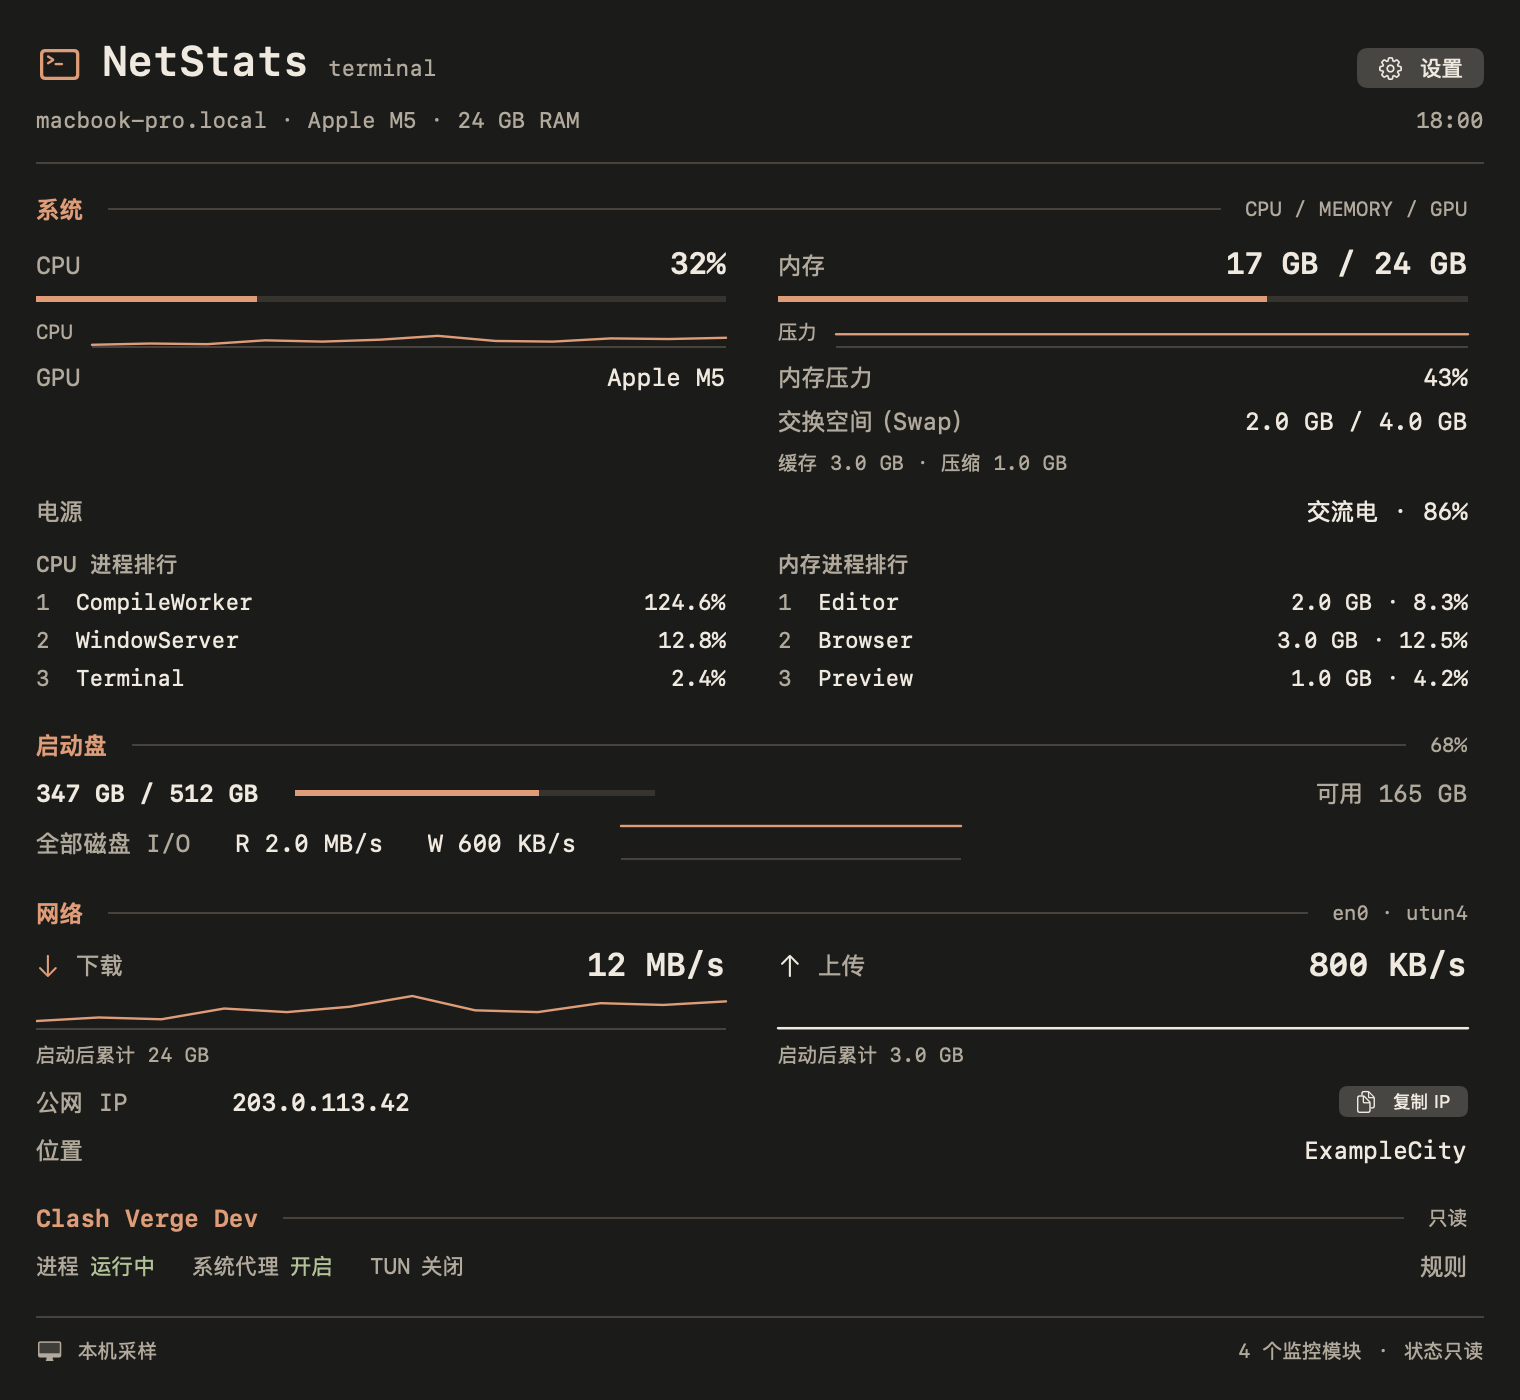 NetStats terminal
设置
macbook-pro.local · Apple M5 · 24 GB RAM
18:00
系统
CPU / MEMORY / GPU
CPU 32%
CPU
GPU Apple M5
内存 17 GB / 24 GB
压力
内存压力 43%
交换空间 (Swap) 2.0 GB / 4.0 GB
缓存 3.0 GB · 压缩 1.0 GB
电源 交流电 · 86%
CPU 进程排行
1 CompileWorker 124.6%
2 WindowServer 12.8%
3 Terminal 2.4%
内存进程排行
1 Editor 2.0 GB · 8.3%
2 Browser 3.0 GB · 12.5%
3 Preview 1.0 GB · 4.2%
启动盘 68%
347 GB / 512 GB 可用 165 GB
全部磁盘 I/O R 2.0 MB/s W 600 KB/s
网络 en0 · utun4
↓ 下载 12 MB/s
启动后累计 24 GB
↑ 上传 800 KB/s
启动后累计 3.0 GB
公网 IP 203.0.113.42 复制 IP
位置 ExampleCity
Clash Verge Dev 只读
进程 运行中 系统代理 开启 TUN 关闭 规则
本机采样 4 个监控模块 · 状态只读